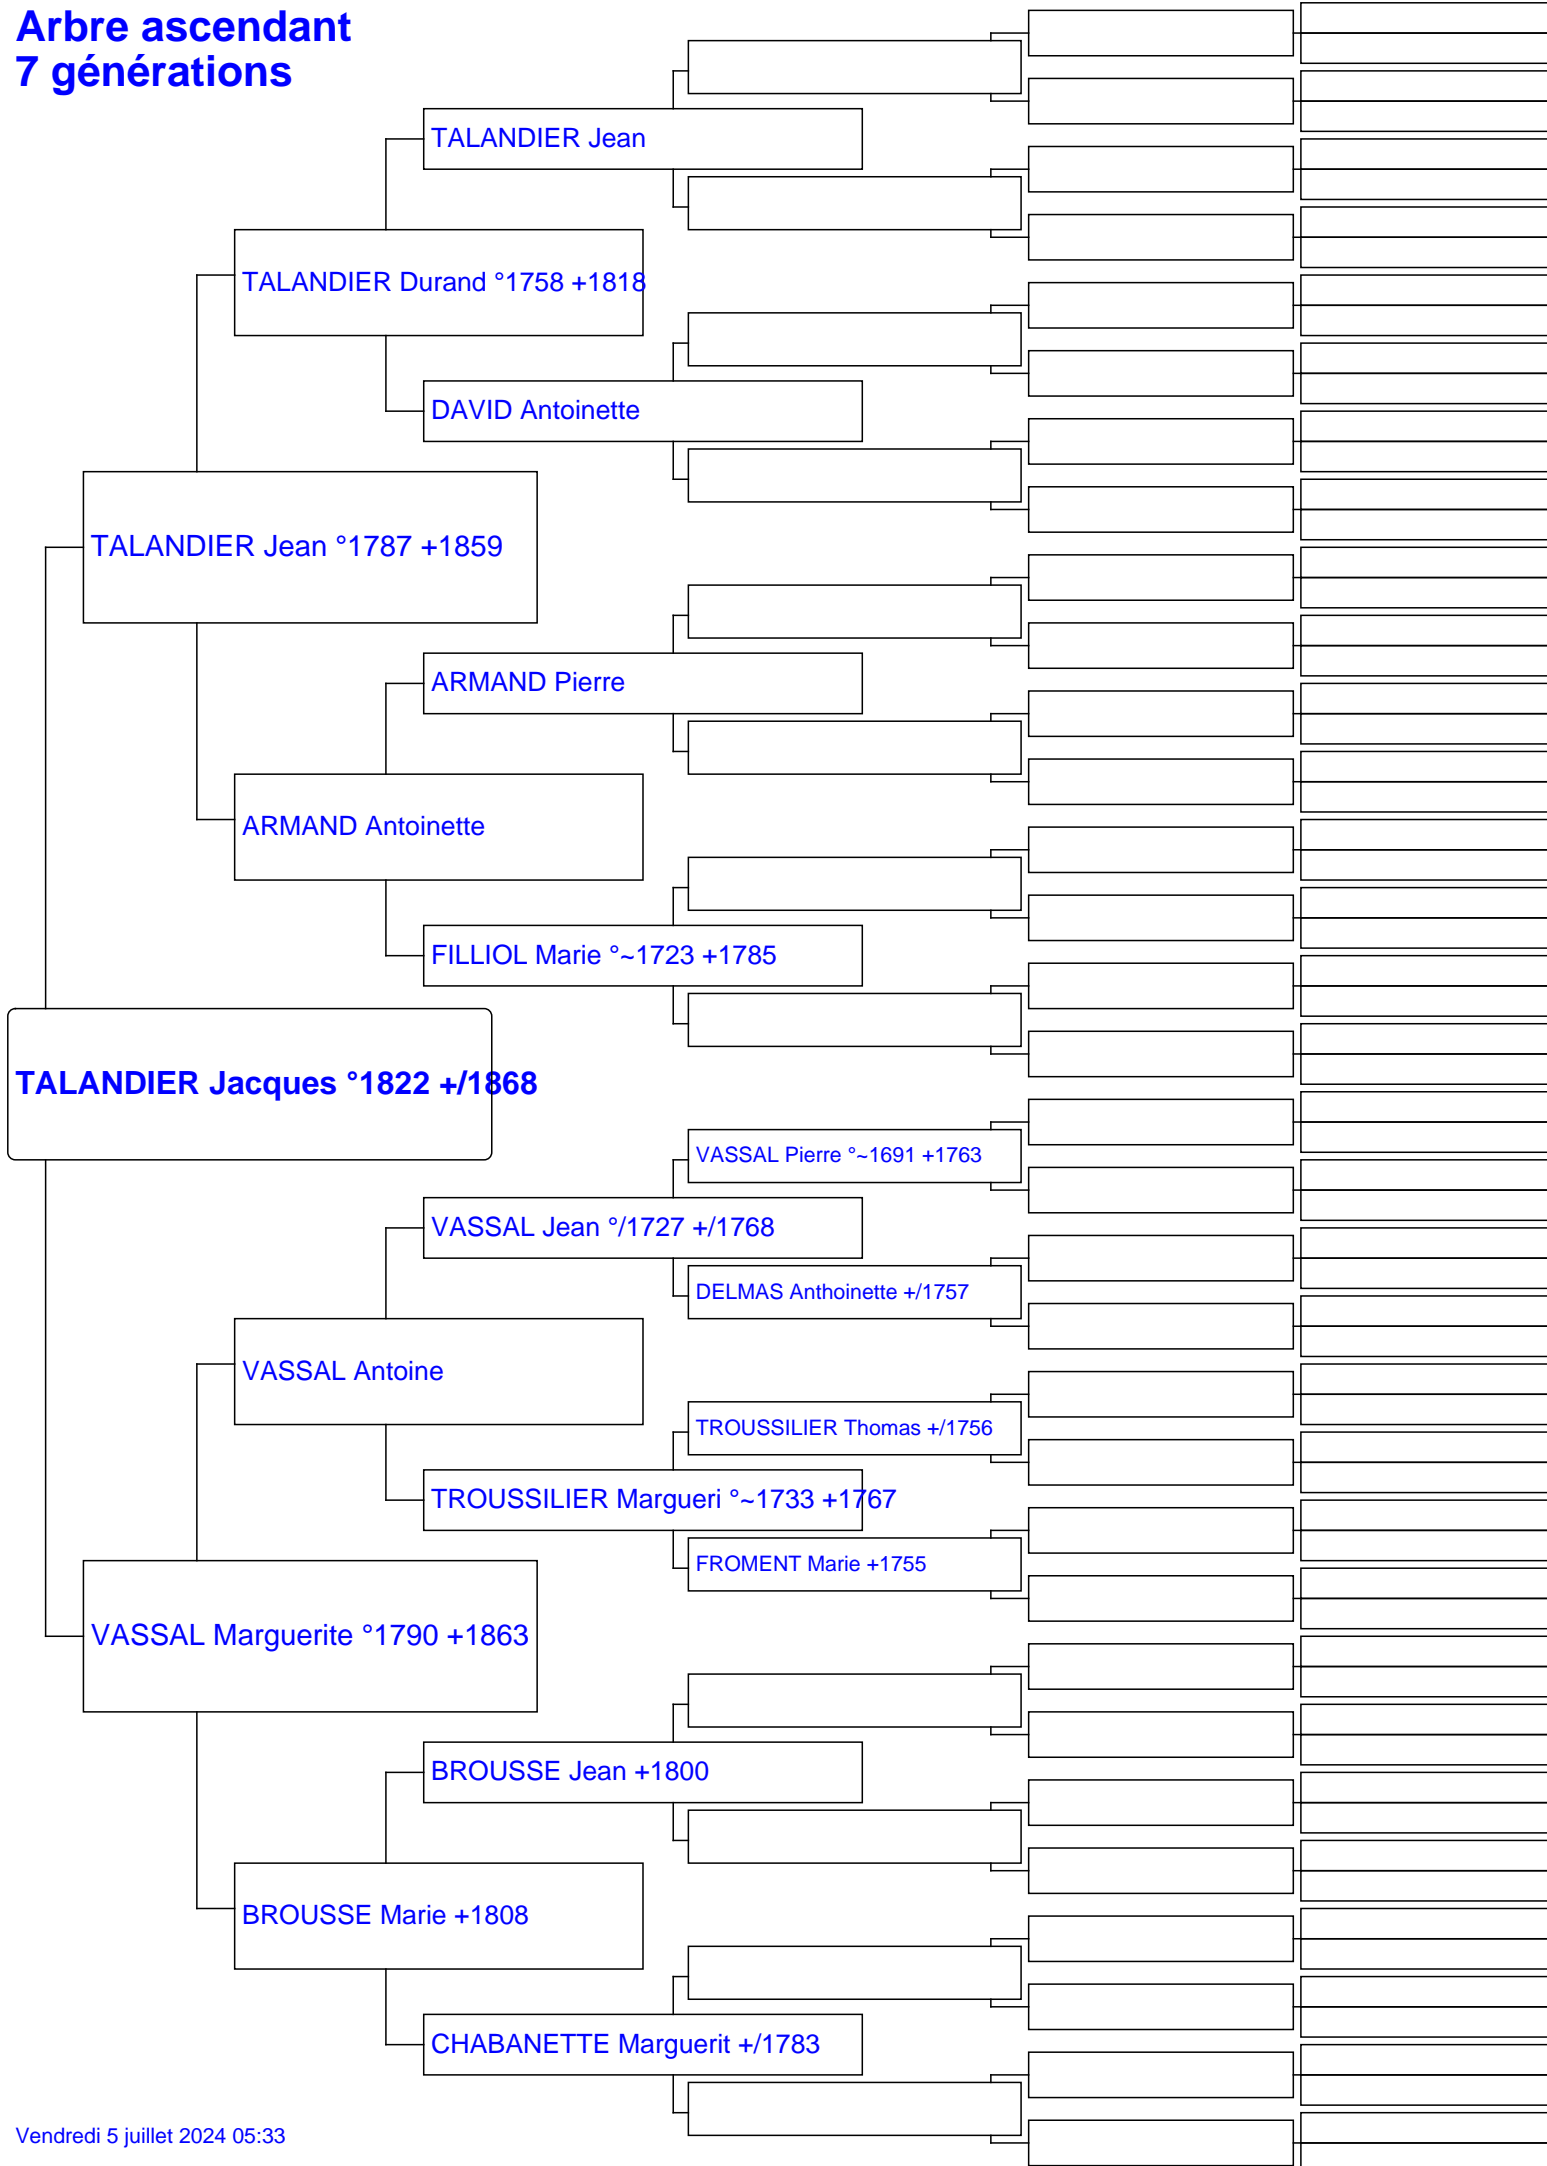 Arbre ascendant
7 générations
TALANDIER Jean
TALANDIER Durand °1758 +1818
DAVID Antoinette
TALANDIER Jean °1787 +1859
ARMAND Pierre
ARMAND Antoinette
FILLIOL Marie °~1723 +1785
TALANDIER Jacques °1822 +/1868
VASSAL Pierre °~1691 +1763
VASSAL Jean °/1727 +/1768
DELMAS Anthoinette +/1757
VASSAL Antoine
TROUSSILIER Thomas +/1756
TROUSSILIER Margueri °~1733 +1767
FROMENT Marie +1755
VASSAL Marguerite °1790 +1863
BROUSSE Jean +1800
BROUSSE Marie +1808
CHABANETTE Marguerit +/1783
Vendredi 5 juillet 2024 05:33